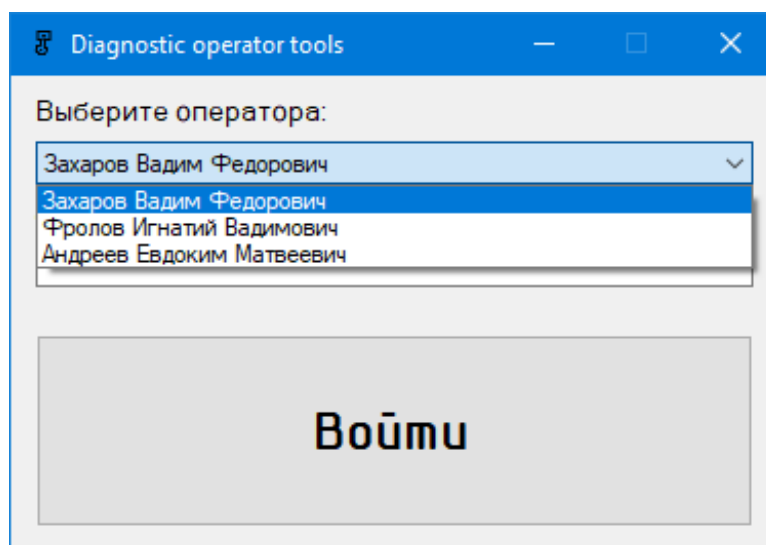 Diagnostic operator tools
Выберите оператора:
Захаров Вадим Федорович
Захаров Вадим Федорович
Фролов Игнатий Вадимович
Андреев Евдоким Матвеевич
Войти